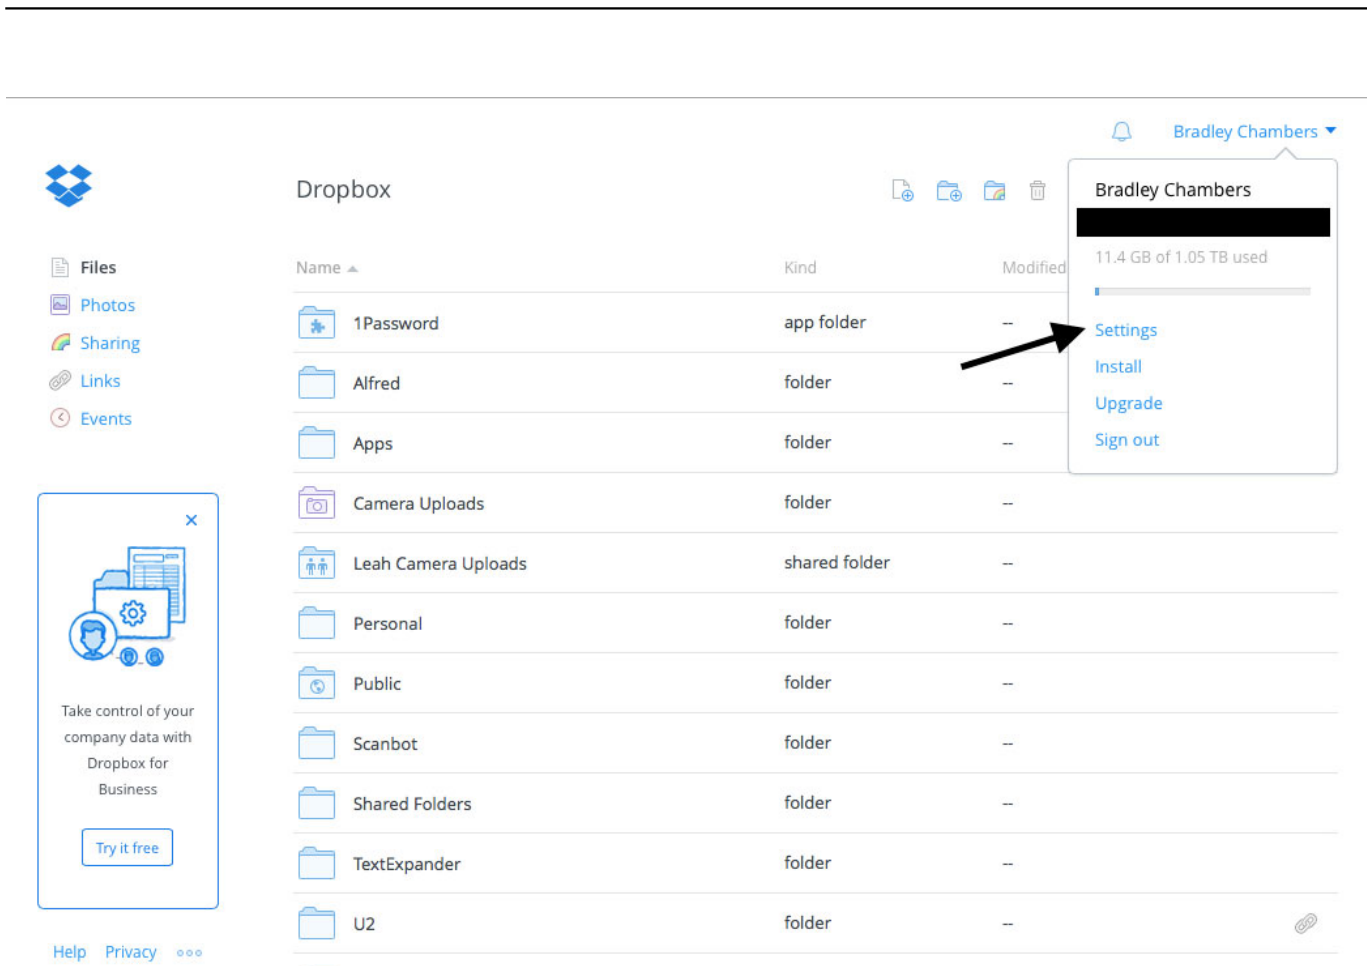 Bradley Chambers
Dropbox
Bradley Chambers
11.4 GB of 1.05 TB used
Settings
Install
Upgrade
Sign out
Files
Photos
Sharing
Links
Events
Name Kind Modified
1Password app folder --
Alfred folder --
Apps folder --
Camera Uploads folder --
Leah Camera Uploads shared folder --
Personal folder --
Public folder --
Scanbot folder --
Shared Folders folder --
TextExpander folder --
U2 folder --
Take control of your
company data with
Dropbox for
Business
Try it free
Help Privacy